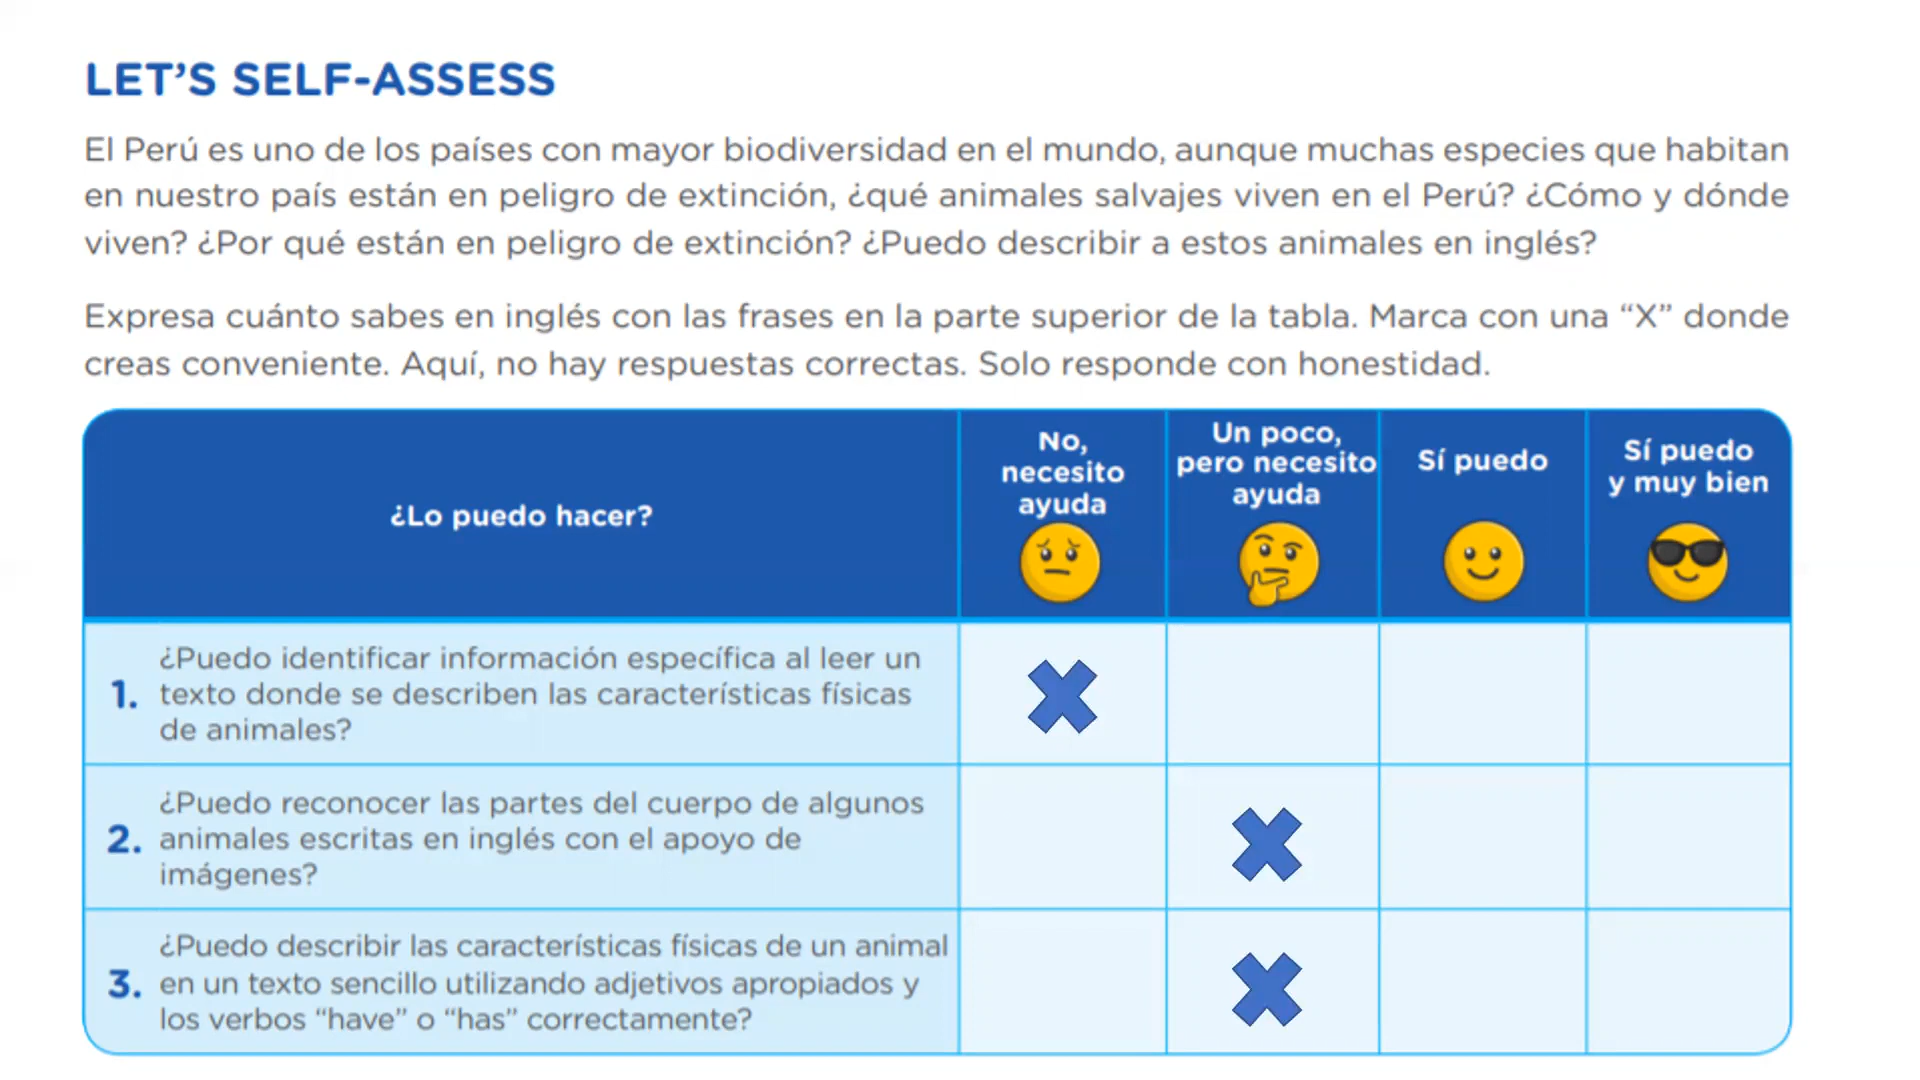 LET’S SELF-ASSESS
El Perú es uno de los países con mayor biodiversidad en el mundo, aunque muchas especies que habitan
en nuestro país están en peligro de extinción, ¿qué animales salvajes viven en el Perú? ¿Cómo y dónde
viven? ¿Por qué están en peligro de extinción? ¿Puedo describir a estos animales en inglés?
Expresa cuánto sabes en inglés con las frases en la parte superior de la tabla. Marca con una “X” donde
creas conveniente. Aquí, no hay respuestas correctas. Solo responde con honestidad.
¿Lo puedo hacer?
No,
necesito
ayuda
Un poco,
pero necesito
ayuda
Sí puedo
Sí puedo
y muy bien
1.
¿Puedo identificar información específica al leer un
texto donde se describen las características físicas
de animales?
2.
¿Puedo reconocer las partes del cuerpo de algunos
animales escritas en inglés con el apoyo de
imágenes?
3.
¿Puedo describir las características físicas de un animal
en un texto sencillo utilizando adjetivos apropiados y
los verbos “have” o “has” correctamente?